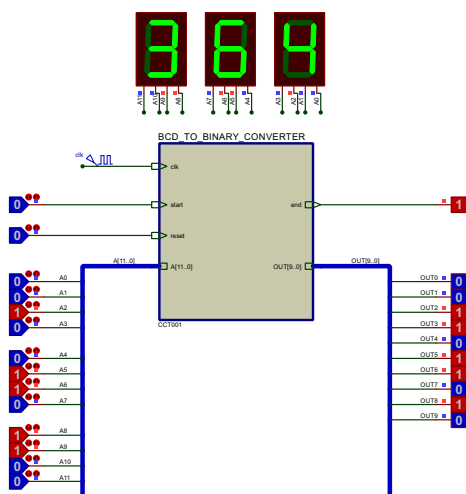 3 6 4
A11 A10 A9 A8 A7 A6 A5 A4 A3 A2 A1 A0
BCD_TO_BINARY_CONVERTER
clk
clk
0 start end 1
0 reset
A[11..0] A[11..0] OUT[9..0] OUT[9..0]
0 A0 OUT0 0
0 A1 OUT1 0
1 A2 OUT2 1
0 A3 OUT3 1
CCT001
OUT4 0
0 A4 OUT5 1
1 A5 OUT6 1
1 A6 OUT7 0
0 A7 OUT8 1
OUT9 0
1 A8
1 A9
0 A10
0 A11